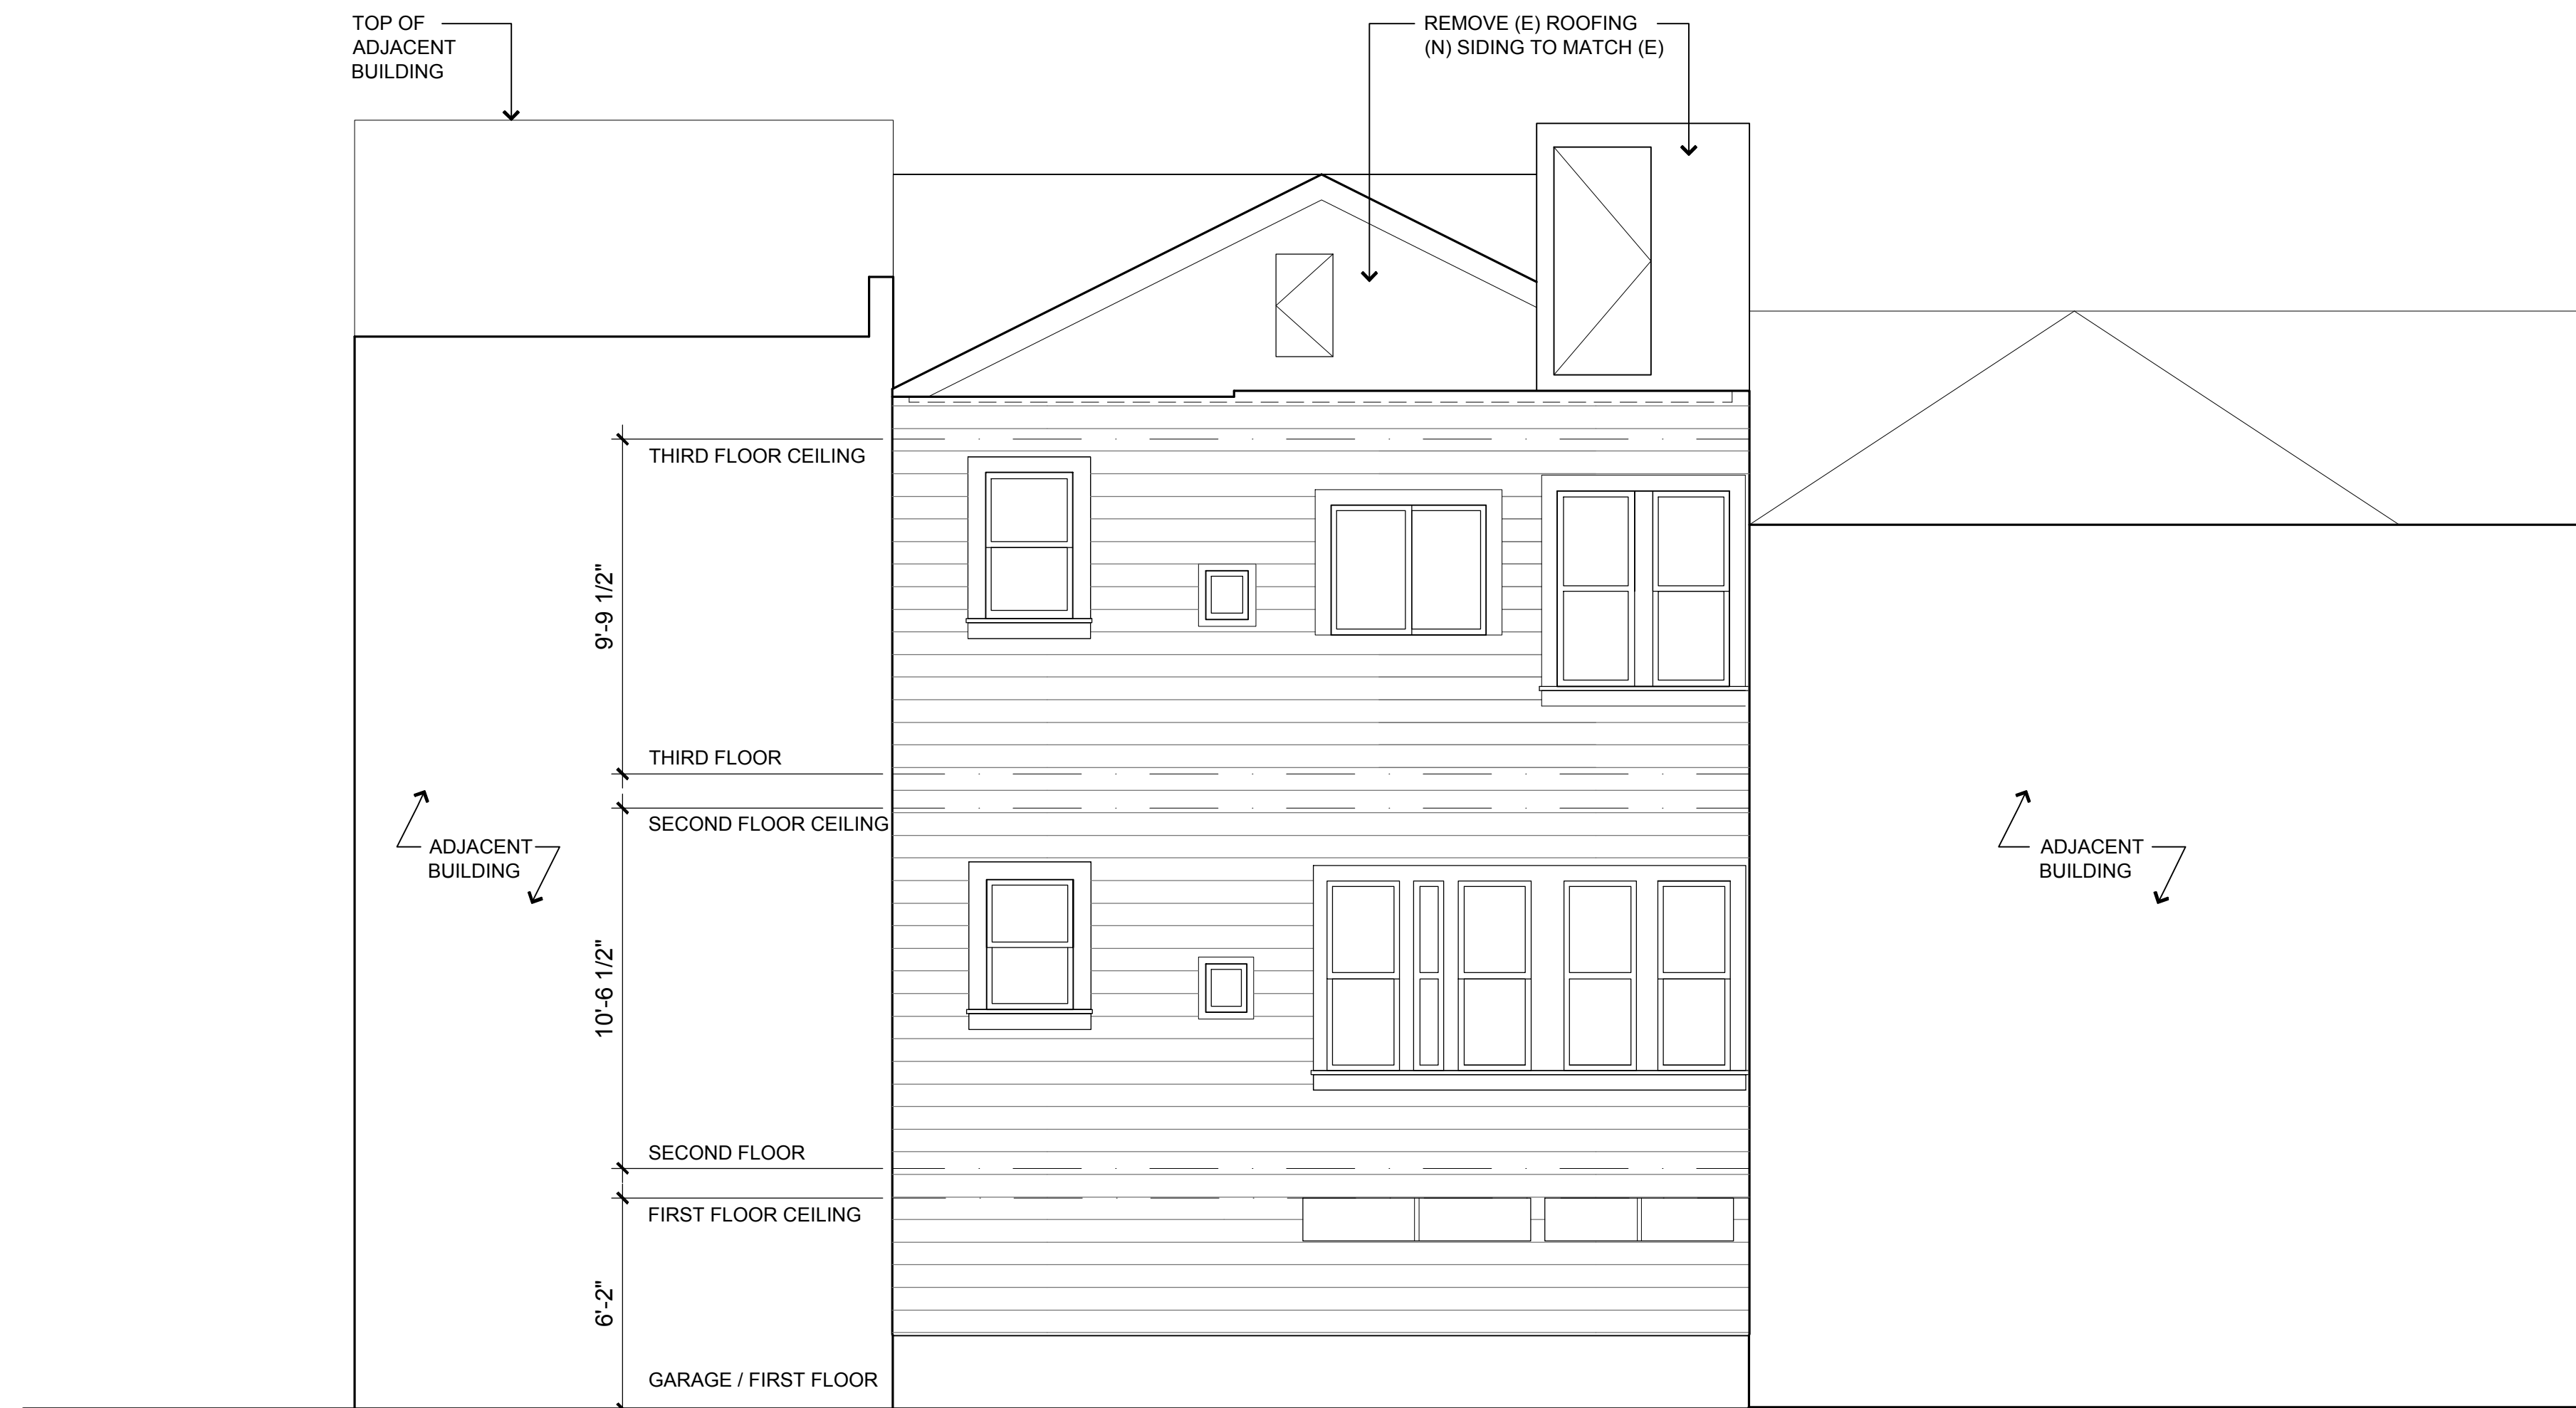 TOP OF
ADJACENT
BUILDING
REMOVE (E) ROOFING
(N) SIDING TO MATCH (E)
THIRD FLOOR CEILING
9'-9 1/2"
THIRD FLOOR
SECOND FLOOR CEILING
ADJACENT
BUILDING
ADJACENT
BUILDING
10'-6 1/2"
SECOND FLOOR
FIRST FLOOR CEILING
6'-2"
GARAGE / FIRST FLOOR